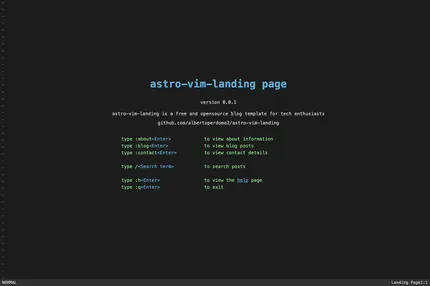 astro-vim-landing page
version 0.0.1
astro-vim-landing is a free and opensource blog template for tech enthusiasts
github.com/albertoperdomo2/astro-vim-landing
type :about<Enter> to view about information
type :blog<Enter> to view blog posts
type :contact<Enter> to view contact details
type /<Search term> to search posts
type :h<Enter> to view the help page
type :q<Enter> to exit
NORMAL Landing Page1:1